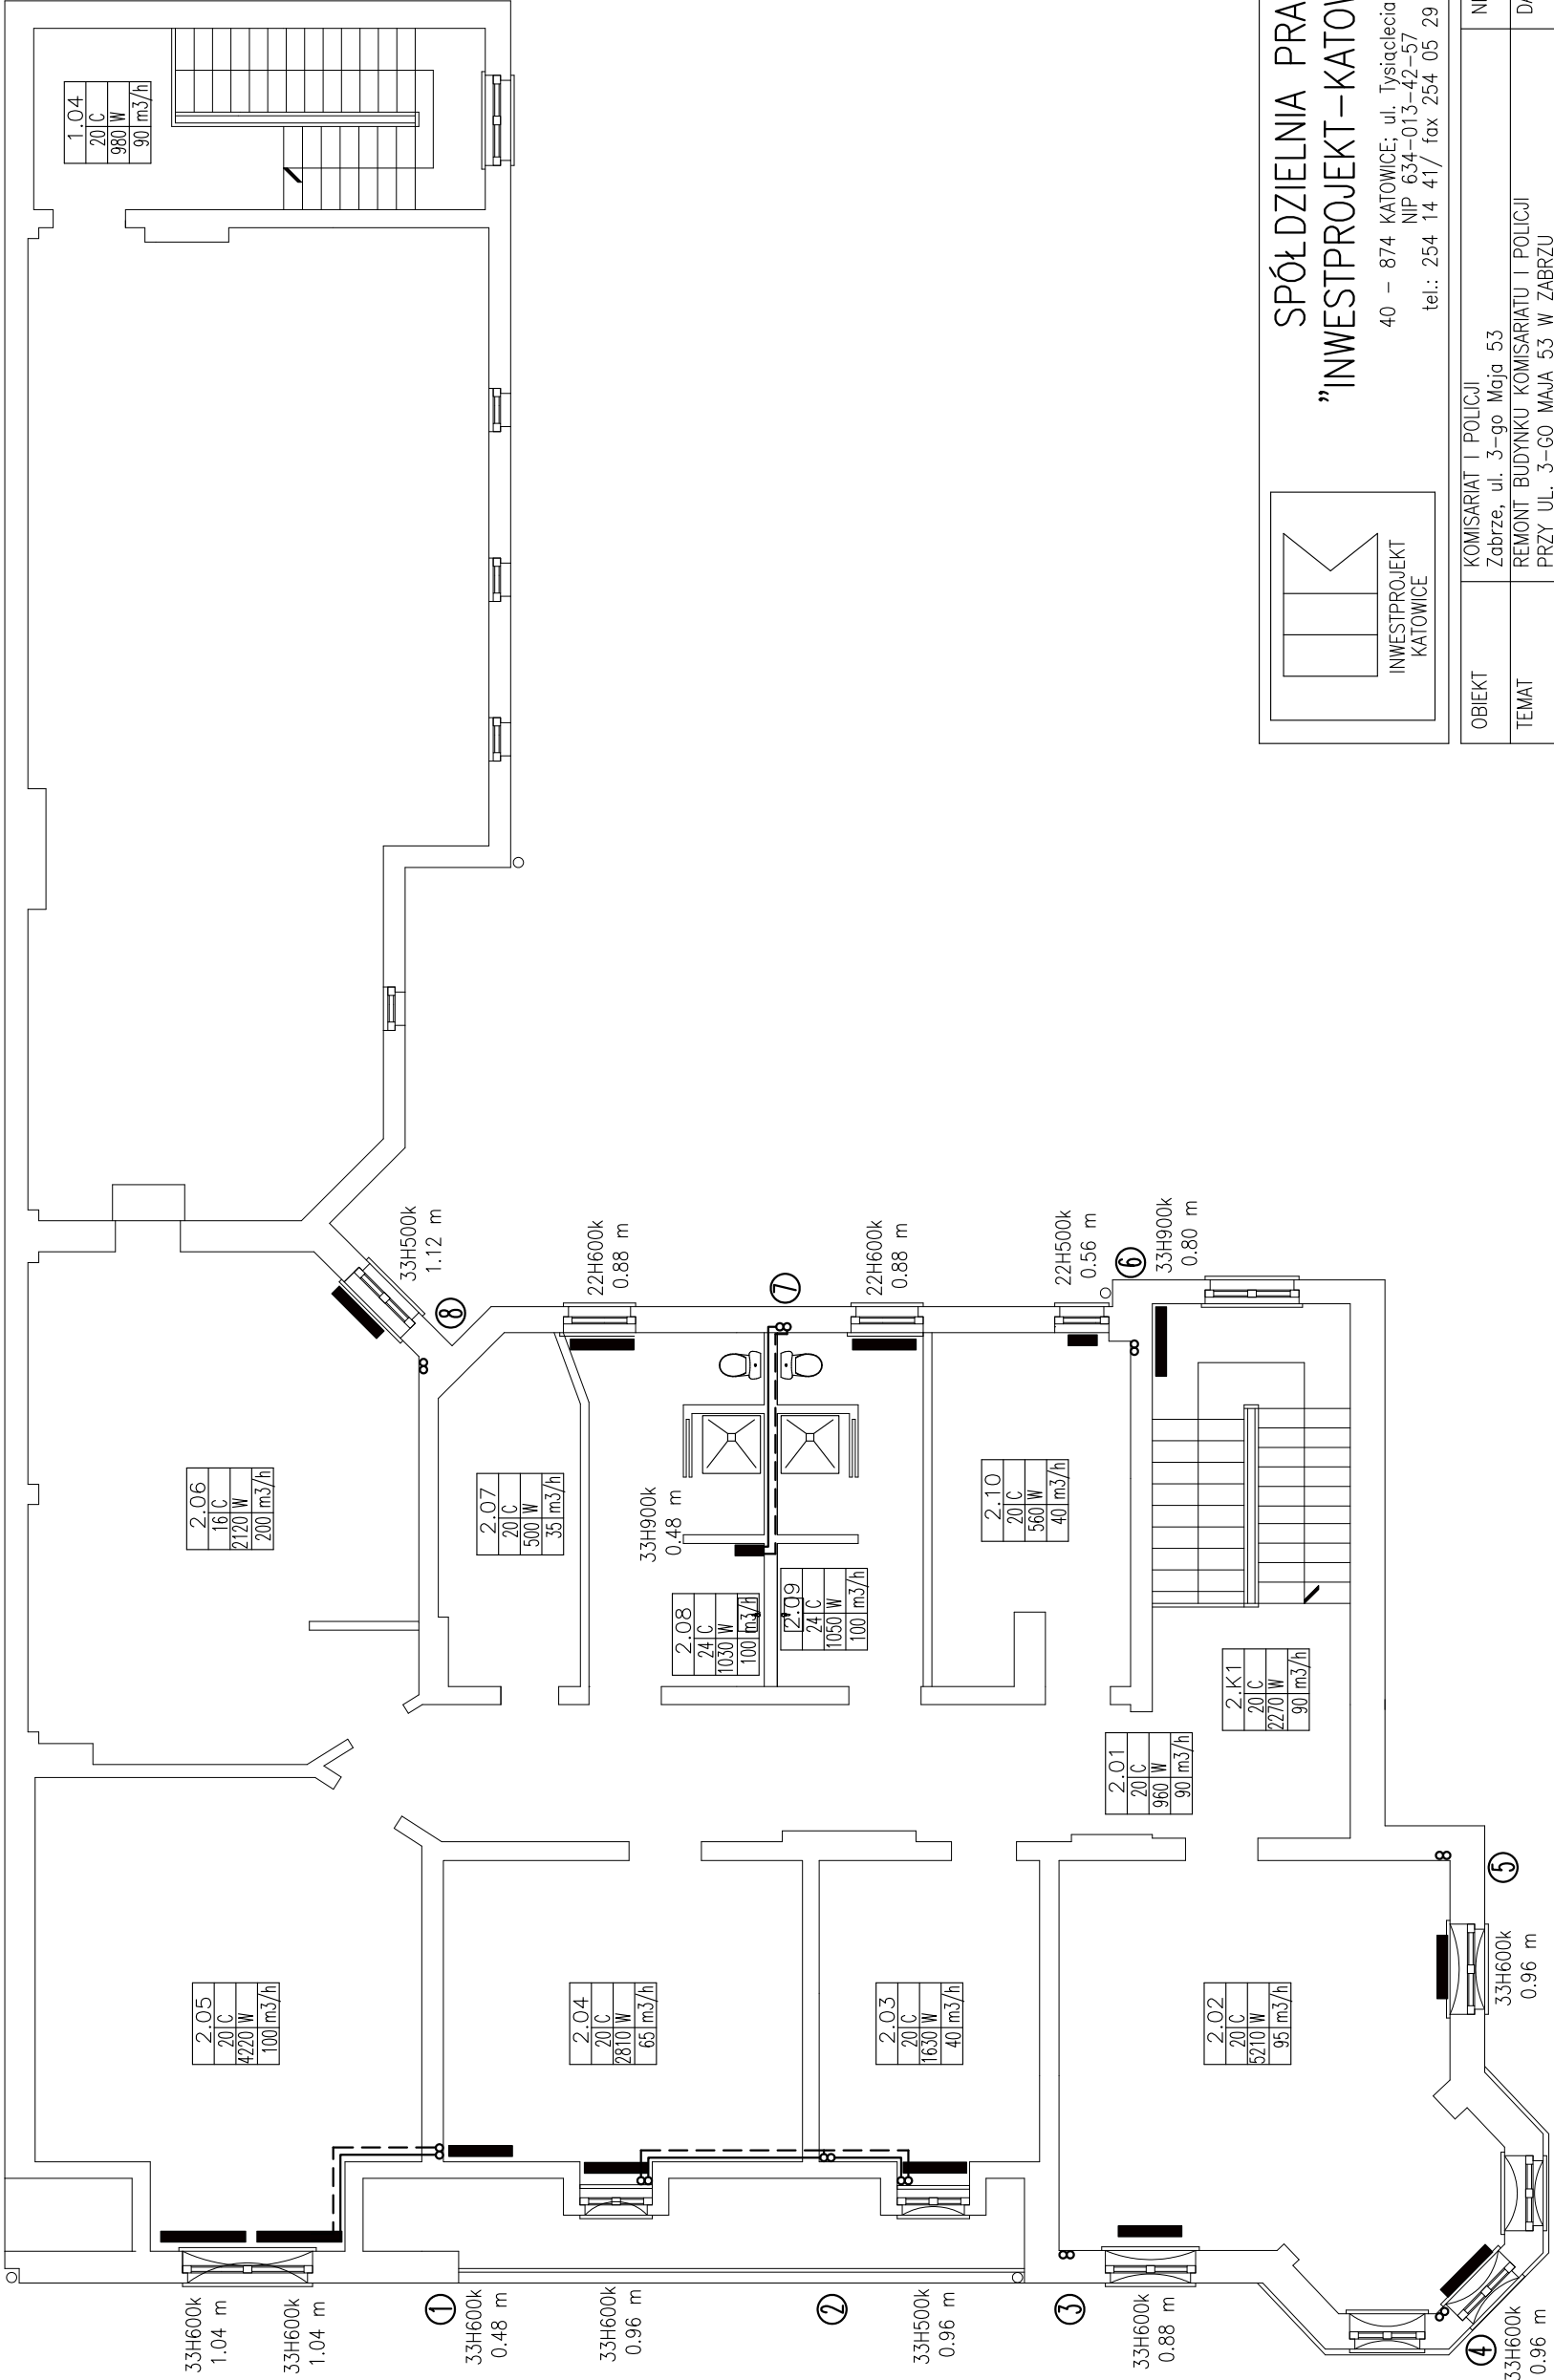 1.04
20 C
980 W
90 m3/h
2.06
16 C
2120 W
200 m3/h
33H500k
1.12 m
8
2.07
20 C
500 W
35 m3/h
22H600k
0.88 m
33H900k
0.48 m
7
2.08
24 C
1030 W
100 m3/h
2.09
24 C
1050 W
100 m3/h
22H600k
0.88 m
2.10
20 C
560 W
40 m3/h
22H500k
0.56 m
6
33H900k
0.80 m
2.K1
20 C
2270 W
90 m3/h
2.01
20 C
960 W
90 m3/h
2.05
20 C
4220 W
100 m3/h
2.04
20 C
2810 W
65 m3/h
2.03
20 C
1630 W
40 m3/h
2.02
20 C
5210 W
95 m3/h
5
33H600k
0.96 m
33H600k
1.04 m
33H600k
1.04 m
1
33H600k
0.48 m
33H600k
0.96 m
2
33H500k
0.96 m
3
33H600k
0.88 m
4
33H600k
0.96 m
INWESTPROJEKT
KATOWICE
SPÓŁDZIELNIA PRA
"INWESTPROJEKT-KATOW
40 - 874 KATOWICE; ul. Tysiąclecia
NIP 634-013-42-57
tel.: 254 14 41/ fax 254 05 29
OBIEKT
KOMISARIAT I POLICJI
Zabrze, ul. 3-go Maja 53
TEMAT
REMONT BUDYNKU KOMISARIATU I POLICJI
PRZY UL. 3-GO MAJA 53 W ZABRZU